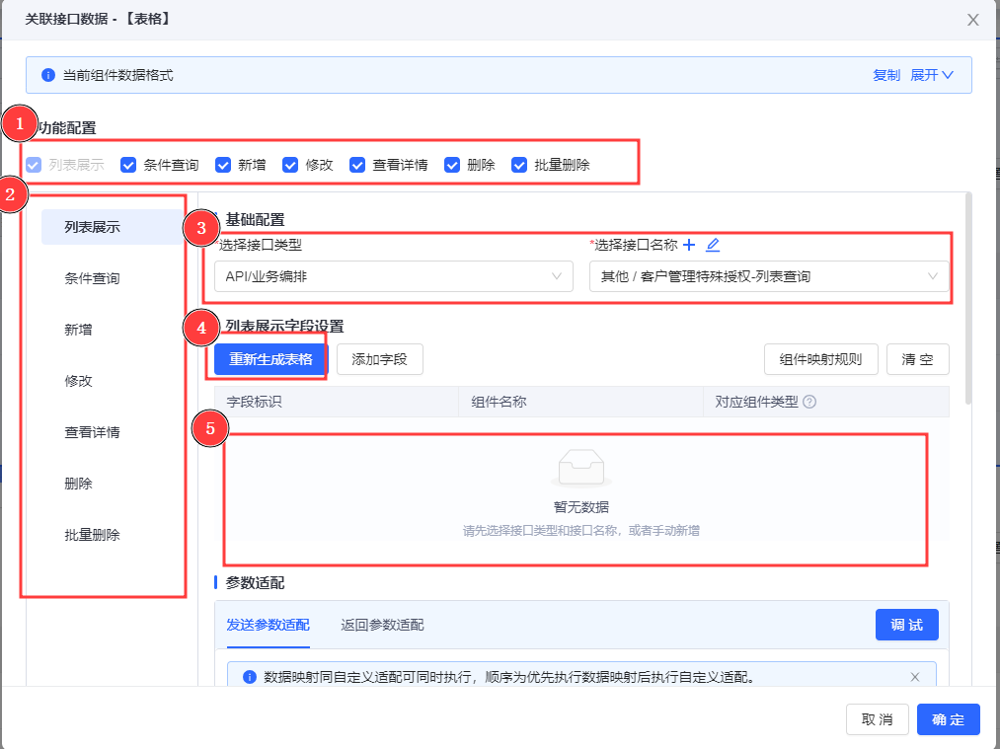 关联接口数据 - 【表格】 X
当前组件数据格式 复制 展开
1 功能配置
列表展示 条件查询 新增 修改 查看详情 删除 批量删除
2
列表展示
条件查询
新增
修改
查看详情
删除
批量删除
3 基础配置
*选择接口类型 *选择接口名称
API/业务编排 其他 / 客户管理特殊授权-列表查询
4 列表展示字段设置
重新生成表格 添加字段 组件映射规则 清 空
字段标识 组件名称 对应组件类型
5
暂无数据
请先选择接口类型和接口名称，或者手动新增
参数适配
发送参数适配 返回参数适配 调 试
数据映射同自定义适配可同时执行，顺序为优先执行数据映射后执行自定义适配。
取 消 确 定